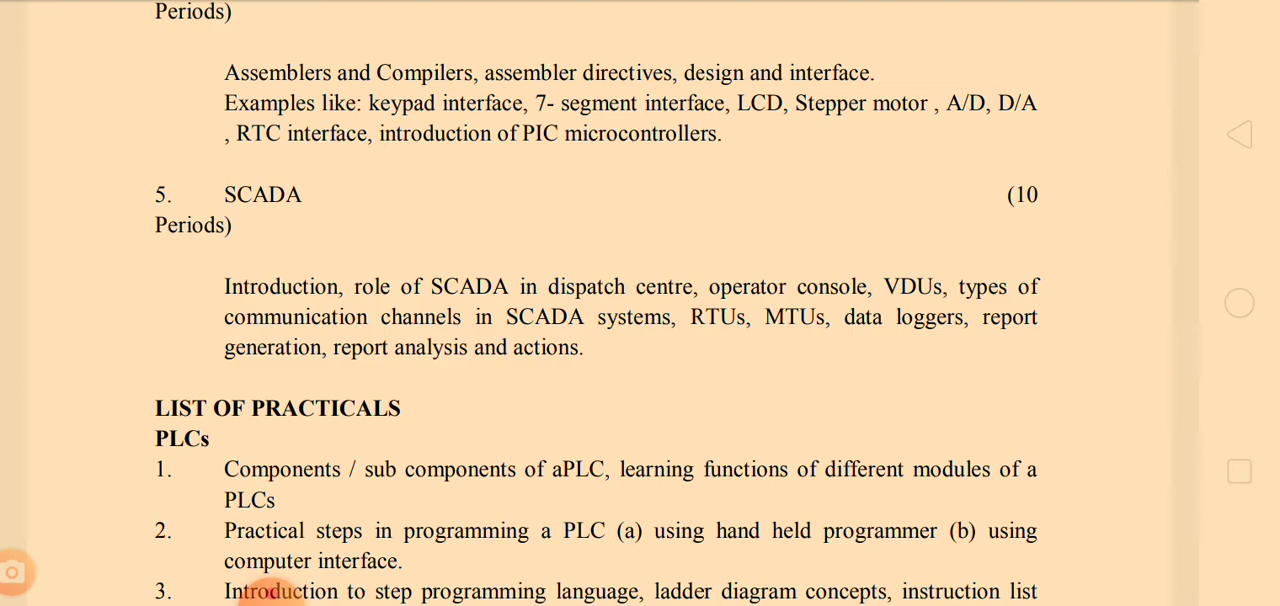 Periods)
Assemblers and Compilers, assembler directives, design and interface.
Examples like: keypad interface, 7- segment interface, LCD, Stepper motor , A/D, D/A
, RTC interface, introduction of PIC microcontrollers.
5. SCADA (10
Periods)
Introduction, role of SCADA in dispatch centre, operator console, VDUs, types of
communication channels in SCADA systems, RTUs, MTUs, data loggers, report
generation, report analysis and actions.
LIST OF PRACTICALS
PLCs
1. Components / sub components of aPLC, learning functions of different modules of a
PLCs
2. Practical steps in programming a PLC (a) using hand held programmer (b) using
computer interface.
3. Introduction to step programming language, ladder diagram concepts, instruction list